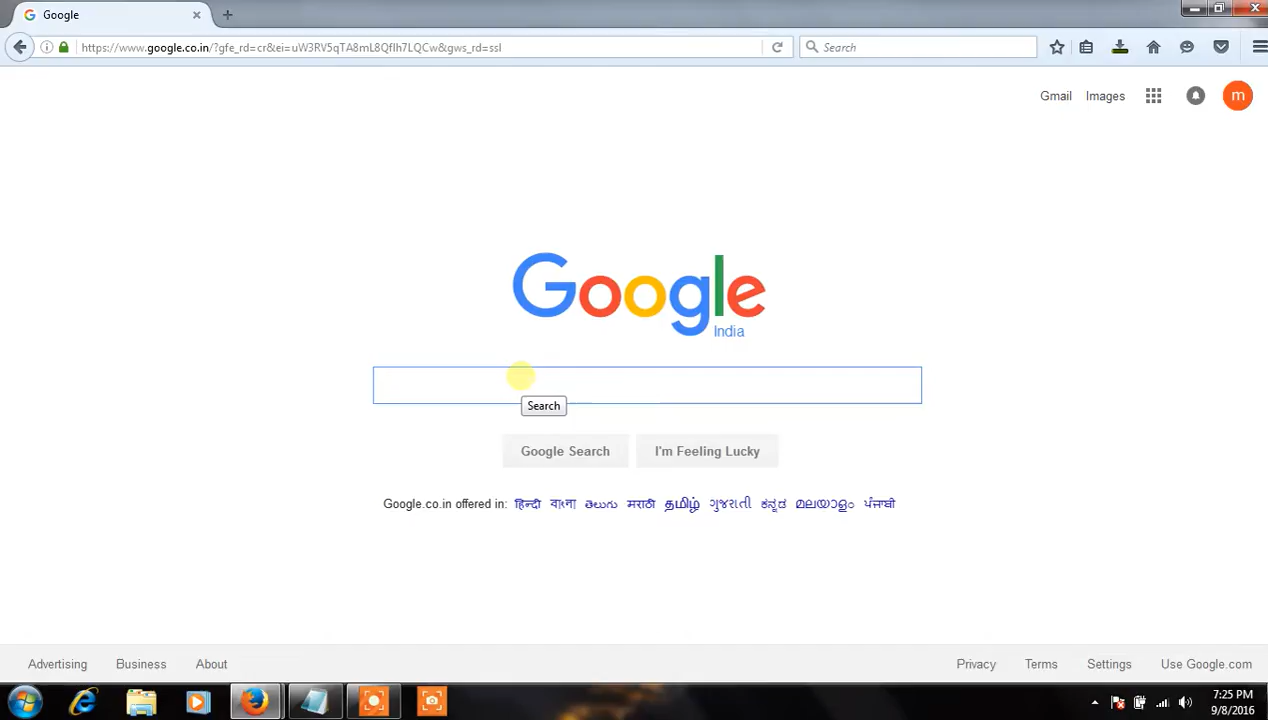 Google
https://www.google.co.in/?gfe_rd=cr&ei=uW3RV5qTA8mL8Qflh7LQCw&gws_rd=ssl
Search
Gmail Images
m
Google
India
Search
Google Search I'm Feeling Lucky
Google.co.in offered in: हिन्दी বাংলা తెలుగు मराठी தமிழ் ગુજરાતી ಕನ್ನಡ മലയാളം ਪੰਜਾਬੀ
Advertising Business About Privacy Terms Settings Use Google.com
7:25 PM
9/8/2016